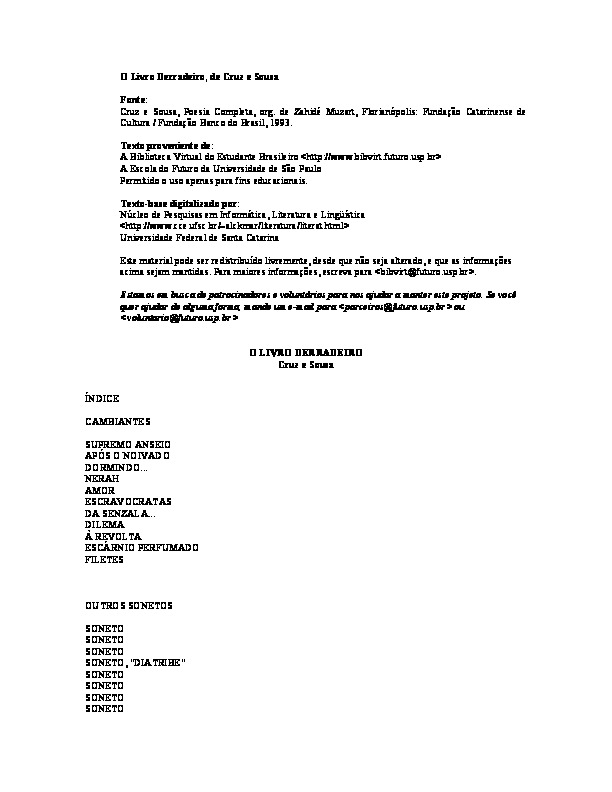 O Livro Derradeiro, de Cruz e Sousa
Fonte:
Cruz e Sousa, Poesia Completa, org. de Zahidé Muzart, Florianópolis: Fundação Catarinense de
Cultura / Fundação Banco do Brasil, 1993.
Texto proveniente de:
A Biblioteca Virtual do Estudante Brasileiro <http://www.bibvirt.futuro.usp.br>
A Escola do Futuro da Universidade de São Paulo
Permitido o uso apenas para fins educacionais.
Texto-base digitalizado por:
Núcleo de Pesquisas em Informática, Literatura e Lingüística
<http://www.cce.ufsc.br/~alckmar/literatura/literat.html>
Universidade Federal de Santa Catarina
Este material pode ser redistribuído livremente, desde que não seja alterado, e que as informações
acima sejam mantidas. Para maiores informações, escreva para <bibvirt@futuro.usp.br>.
Estamos em busca de patrocinadores e voluntários para nos ajudar a manter este projeto. Se você
quer ajudar de alguma forma, mande um e-mail para <parceiros@futuro.usp.br> ou
<voluntario@futuro.usp.br>
O LIVRO DERRADEIRO
Cruz e Sousa
ÍNDICE
CAMBIANTES
SUPREMO ANSEIO
APÓS O NOIVADO
DORMINDO...
NERAH
AMOR
ESCRAVOCRATAS
DA SENZALA...
DILEMA
À REVOLTA
ESCÁRNIO PERFUMADO
FILETES
OUTROS SONETOS
SONETO
SONETO
SONETO
SONETO, "DIATRIBE"
SONETO
SONETO
SONETO
SONETO